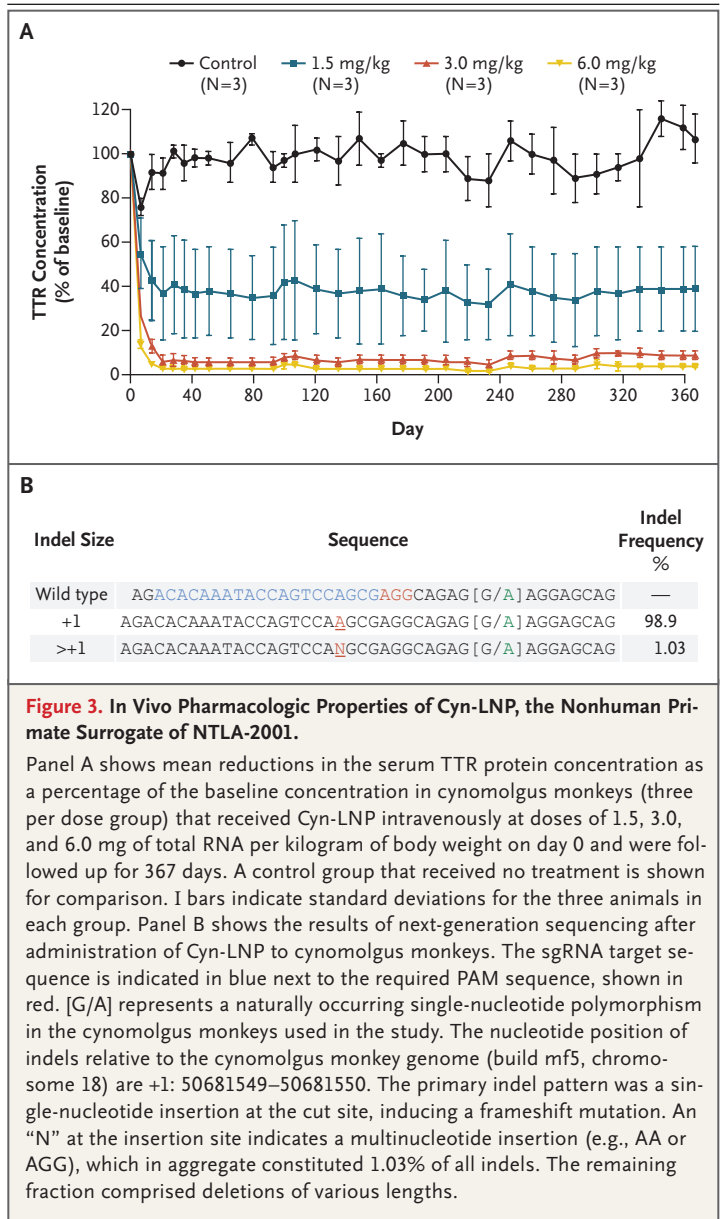 A
Control 1.5 mg/kg 3.0 mg/kg 6.0 mg/kg
(N=3) (N=3) (N=3) (N=3)
TTR Concentration
(% of baseline)
120
100
80
60
40
20
0
0 40 80 120 160 200 240 280 320 360
Day
B
Indel Size Sequence Indel Frequency
%
Wild type AGACACAAATACCAGTCCAGCGAGGCAGAG[G/A]AGGAGCAG —
+1 AGACACAAATACCAGTCCAAGCGAGGCAGAG[G/A]AGGAGCAG 98.9
>+1 AGACACAAATACCAGTCCANGCGAGGCAGAG[G/A]AGGAGCAG 1.03
Figure 3. In Vivo Pharmacologic Properties of Cyn-LNP, the Nonhuman Pri-
mate Surrogate of NTLA-2001.
Panel A shows mean reductions in the serum TTR protein concentration as
a percentage of the baseline concentration in cynomolgus monkeys (three
per dose group) that received Cyn-LNP intravenously at doses of 1.5, 3.0,
and 6.0 mg of total RNA per kilogram of body weight on day 0 and were fol-
lowed up for 367 days. A control group that received no treatment is shown
for comparison. I bars indicate standard deviations for the three animals in
each group. Panel B shows the results of next-generation sequencing after
administration of Cyn-LNP to cynomolgus monkeys. The sgRNA target se-
quence is indicated in blue next to the required PAM sequence, shown in
red. [G/A] represents a naturally occurring single-nucleotide polymorphism
in the cynomolgus monkeys used in the study. The nucleotide position of
indels relative to the cynomolgus monkey genome (build mf5, chromo-
some 18) are +1: 50681549–50681550. The primary indel pattern was a sin-
gle-nucleotide insertion at the cut site, inducing a frameshift mutation. An
“N” at the insertion site indicates a multinucleotide insertion (e.g., AA or
AGG), which in aggregate constituted 1.03% of all indels. The remaining
fraction comprised deletions of various lengths.